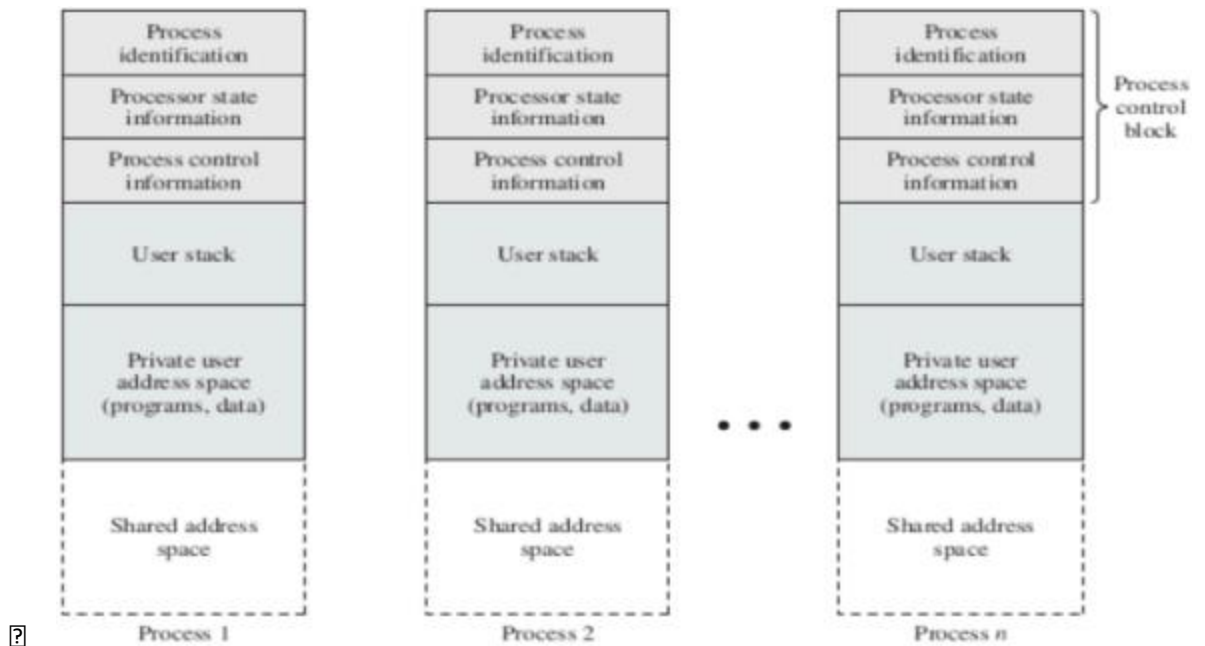 Process
identification
Processor state
information
Process control
information
User stack
Private user
address space
(programs, data)
Shared address
space
Process 1
Process
identification
Processor state
information
Process control
information
User stack
Private user
address space
(programs, data)
Shared address
space
Process 2
• • •
Process
identification
Processor state
information
Process control
information
User stack
Private user
address space
(programs, data)
Shared address
space
Process n
Process
control
block